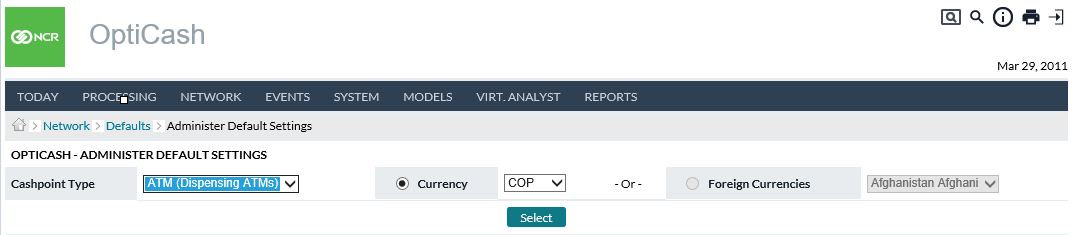 NCR OptiCash
Mar 29, 2011
TODAY PROCESSING NETWORK EVENTS SYSTEM MODELS VIRT. ANALYST REPORTS
Network Defaults Administer Default Settings
OPTICASH - ADMINISTER DEFAULT SETTINGS
Cashpoint Type ATM (Dispensing ATMs) Currency COP - Or - Foreign Currencies Afghanistan Afghani
Select